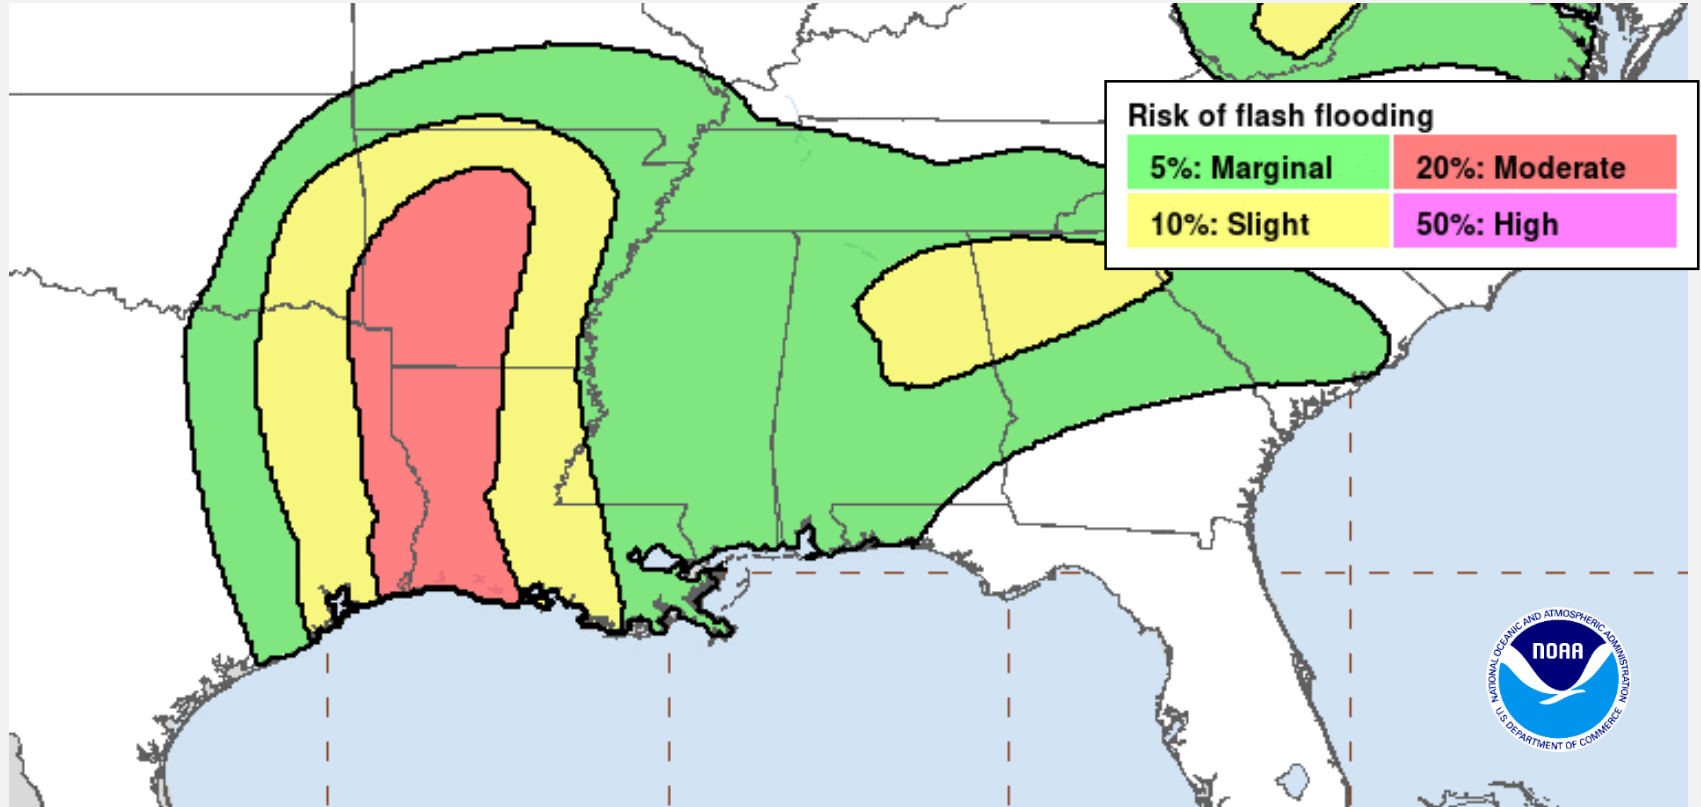 Risk of flash flooding
5%: Marginal
20%: Moderate
10%: Slight
50%: High
NATIONAL OCEANIC AND ATMOSPHERIC ADMINISTRATION
NOAA
U.S. DEPARTMENT OF COMMERCE